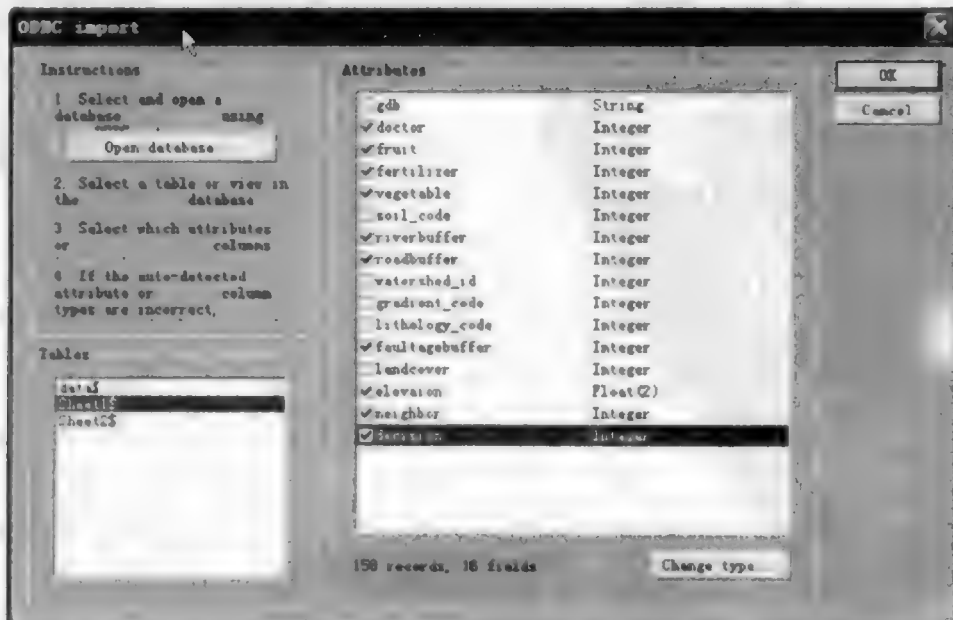 ODBC import
Instructions
1 Select and open a
database using
Open database
2. Select a table or view in
the database
3 Select which attributes
or columns
4 If the auto-detected
attribute or column
types are incorrect,
Tables
data$
Sheet1$
Sheet2$
Attributes
gdb String
doctor Integer
fruit Integer
fertilizer Integer
vegetable Integer
soil_code Integer
riverbuffer Integer
roadbuffer Integer
watershed_id Integer
gradient_code Integer
lithology_code Integer
faultagebuffer Integer
landcover Integer
elevaion Float(2)
neighbor Integer
decision Integer
158 records, 16 fields
Change type...
OK
Cancel